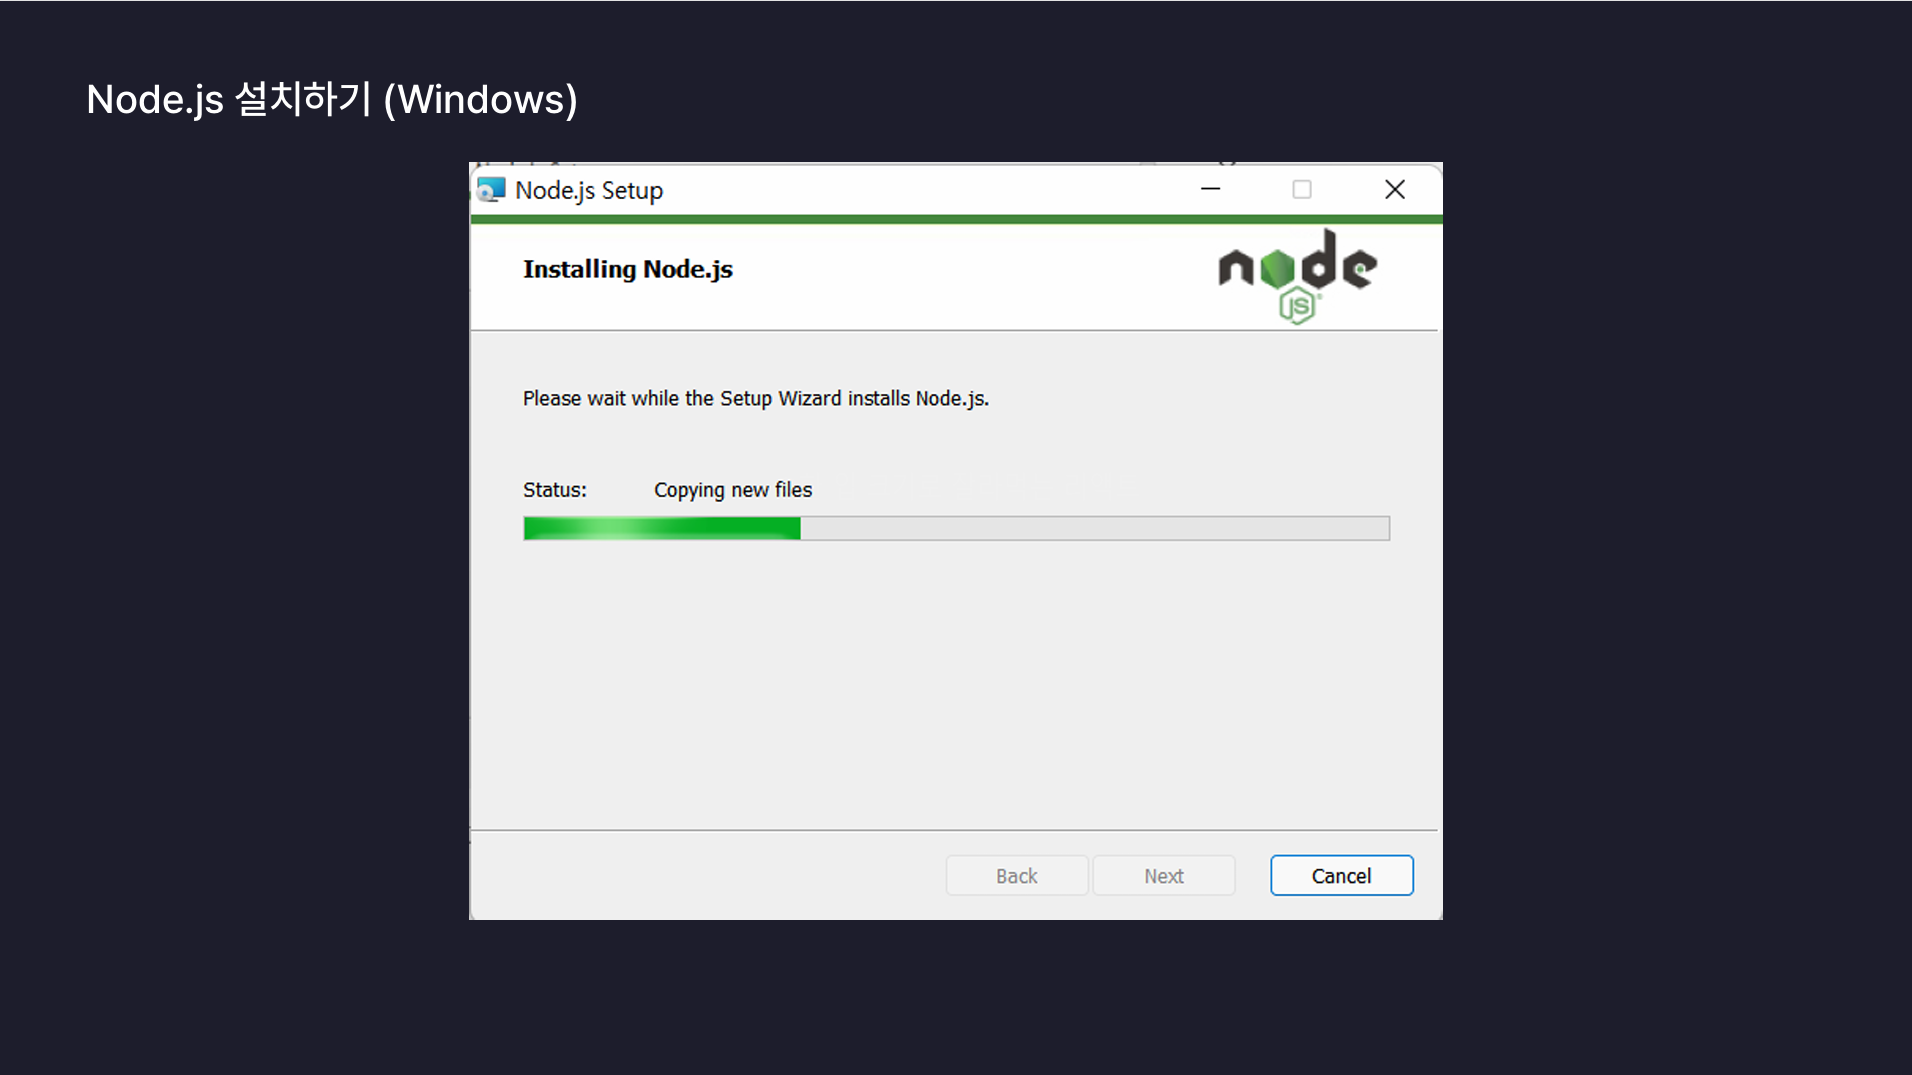 Node.js 설치하기 (Windows)
Node.js Setup
Installing Node.js
node
JS
Please wait while the Setup Wizard installs Node.js.
Status: Copying new files
Back Next Cancel